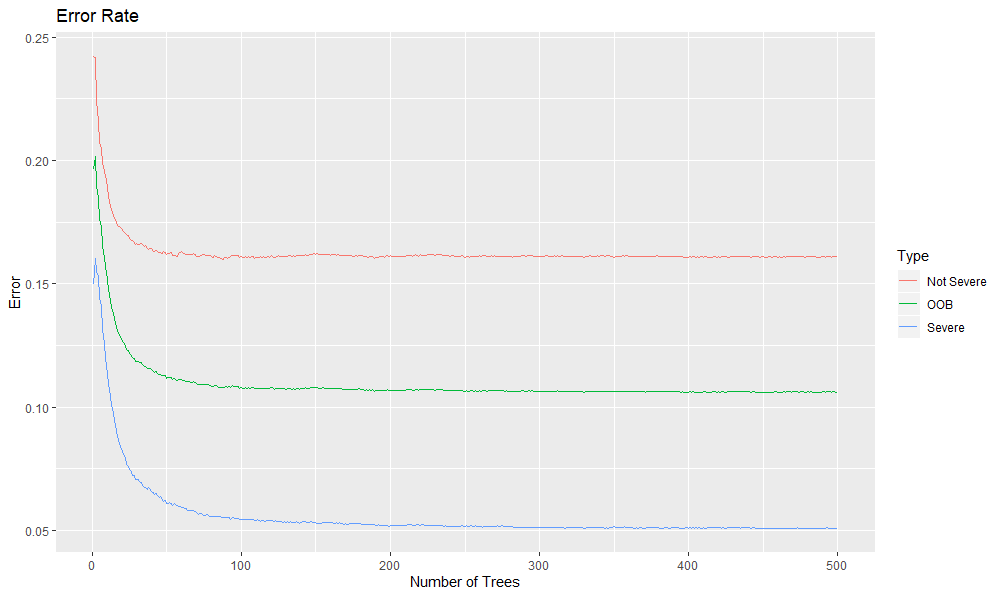 Error Rate
0.25
0.20
0.15
0.10
0.05
Error
0
100
200
300
400
500
Number of Trees
Type
Not Severe
OOB
Severe